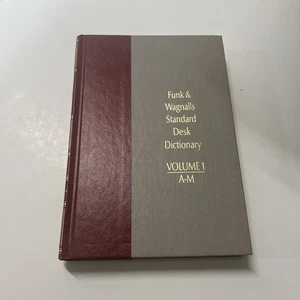 Funk &
Wagnalls
Standard
Desk
Dictionary
VOLUME 1
A-M